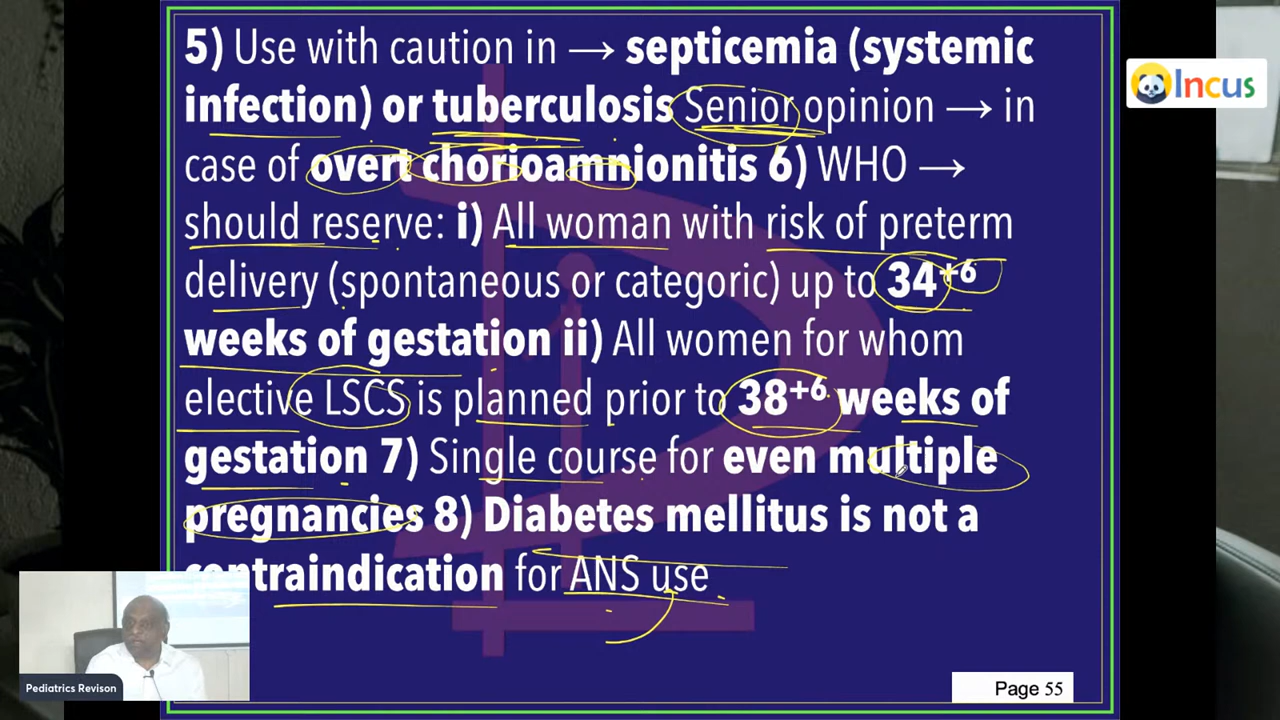 5) Use with caution in → septicemia (systemic
infection) or tuberculosis Senior opinion → in
case of overt chorioamnionitis 6) WHO →
should reserve: i) All woman with risk of preterm
delivery (spontaneous or categoric) up to 34+6
weeks of gestation ii) All women for whom
elective LSCS is planned prior to 38+6 weeks of
gestation 7) Single course for even multiple
pregnancies 8) Diabetes mellitus is not a
contraindication for ANS use
Incus
Pediatrics Revison
Page 55